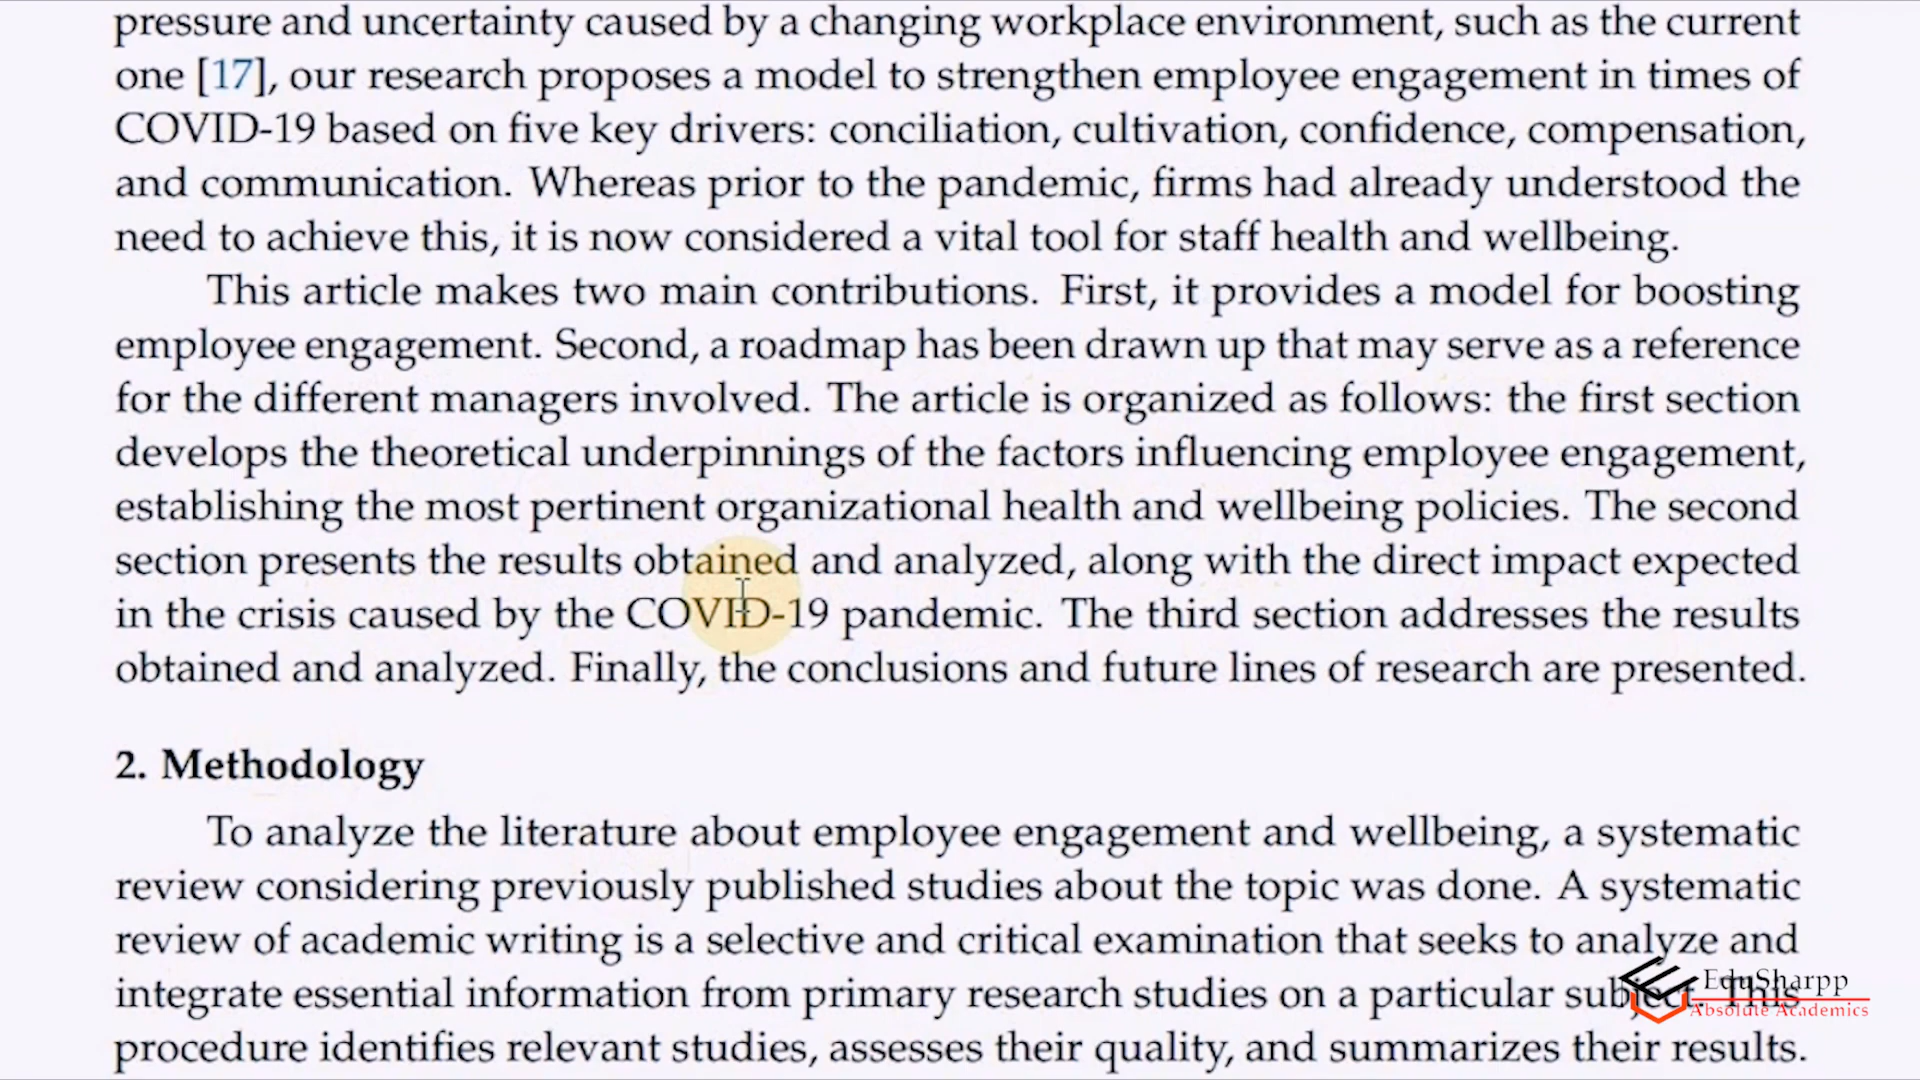 pressure and uncertainty caused by a changing workplace environment, such as the current
one [17], our research proposes a model to strengthen employee engagement in times of
COVID-19 based on five key drivers: conciliation, cultivation, confidence, compensation,
and communication. Whereas prior to the pandemic, firms had already understood the
need to achieve this, it is now considered a vital tool for staff health and wellbeing.
This article makes two main contributions. First, it provides a model for boosting
employee engagement. Second, a roadmap has been drawn up that may serve as a reference
for the different managers involved. The article is organized as follows: the first section
develops the theoretical underpinnings of the factors influencing employee engagement,
establishing the most pertinent organizational health and wellbeing policies. The second
section presents the results obtained and analyzed, along with the direct impact expected
in the crisis caused by the COVID-19 pandemic. The third section addresses the results
obtained and analyzed. Finally, the conclusions and future lines of research are presented.
2. Methodology
To analyze the literature about employee engagement and wellbeing, a systematic
review considering previously published studies about the topic was done. A systematic
review of academic writing is a selective and critical examination that seeks to analyze and
integrate essential information from primary research studies on a particular subject. This
procedure identifies relevant studies, assesses their quality, and summarizes their results.
EduSharpp
Absolute Academics